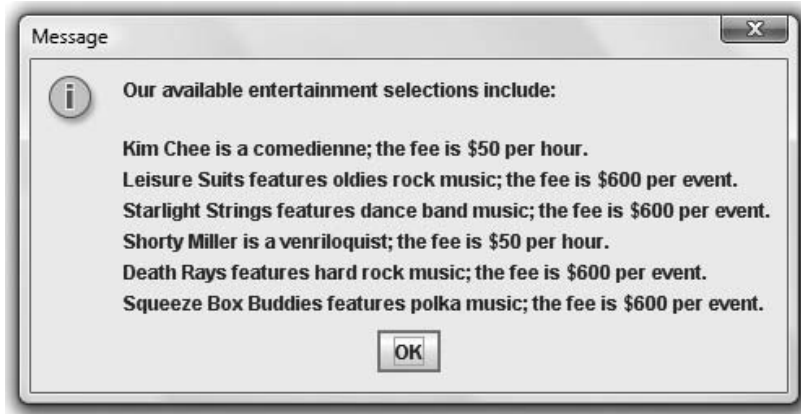 Message
X
i
Our available entertainment selections include:
Kim Chee is a comedienne; the fee is $50 per hour.
Leisure Suits features oldies rock music; the fee is $600 per event.
Starlight Strings features dance band music; the fee is $600 per event.
Shorty Miller is a venriloquist; the fee is $50 per hour.
Death Rays features hard rock music; the fee is $600 per event.
Squeeze Box Buddies features polka music; the fee is $600 per event.
OK